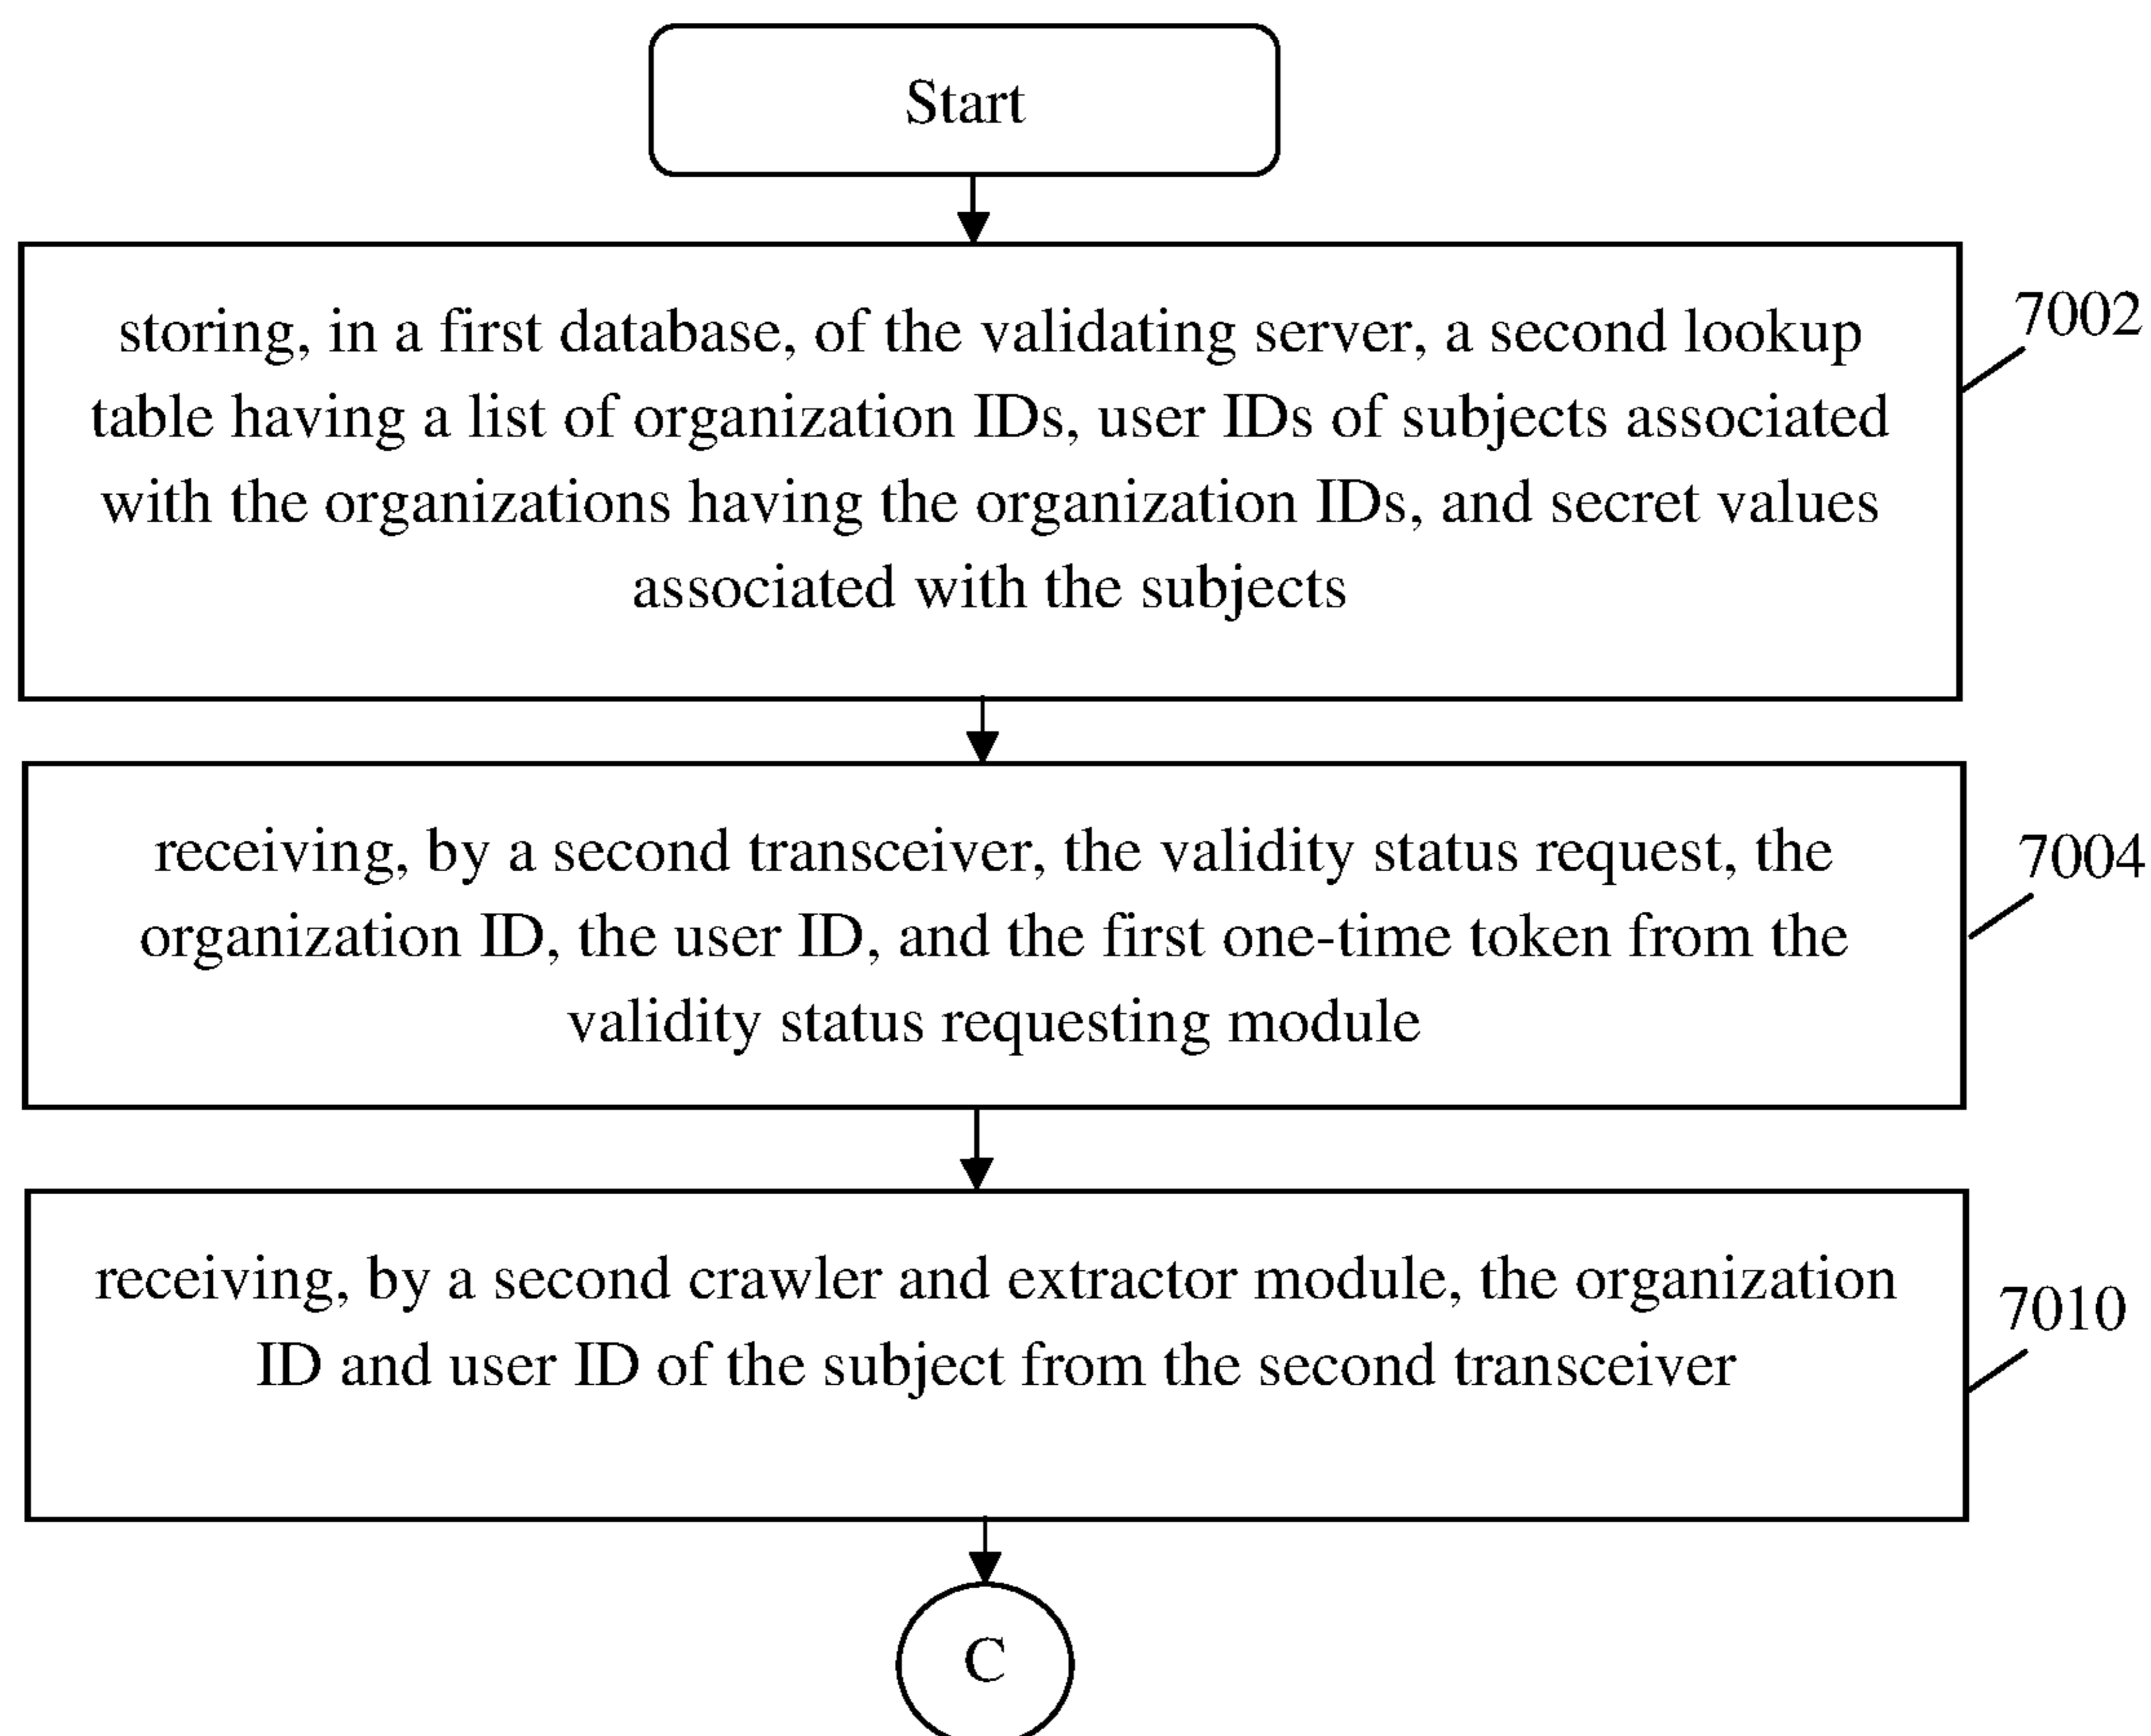 Start
storing, in a first database, of the validating server, a second lookup
table having a list of organization IDs, user IDs of subjects associated
with the organizations having the organization IDs, and secret values
associated with the subjects
7002
receiving, by a second transceiver, the validity status request, the
organization ID, the user ID, and the first one-time token from the
validity status requesting module
7004
receiving, by a second crawler and extractor module, the organization
ID and user ID of the subject from the second transceiver
7010
C